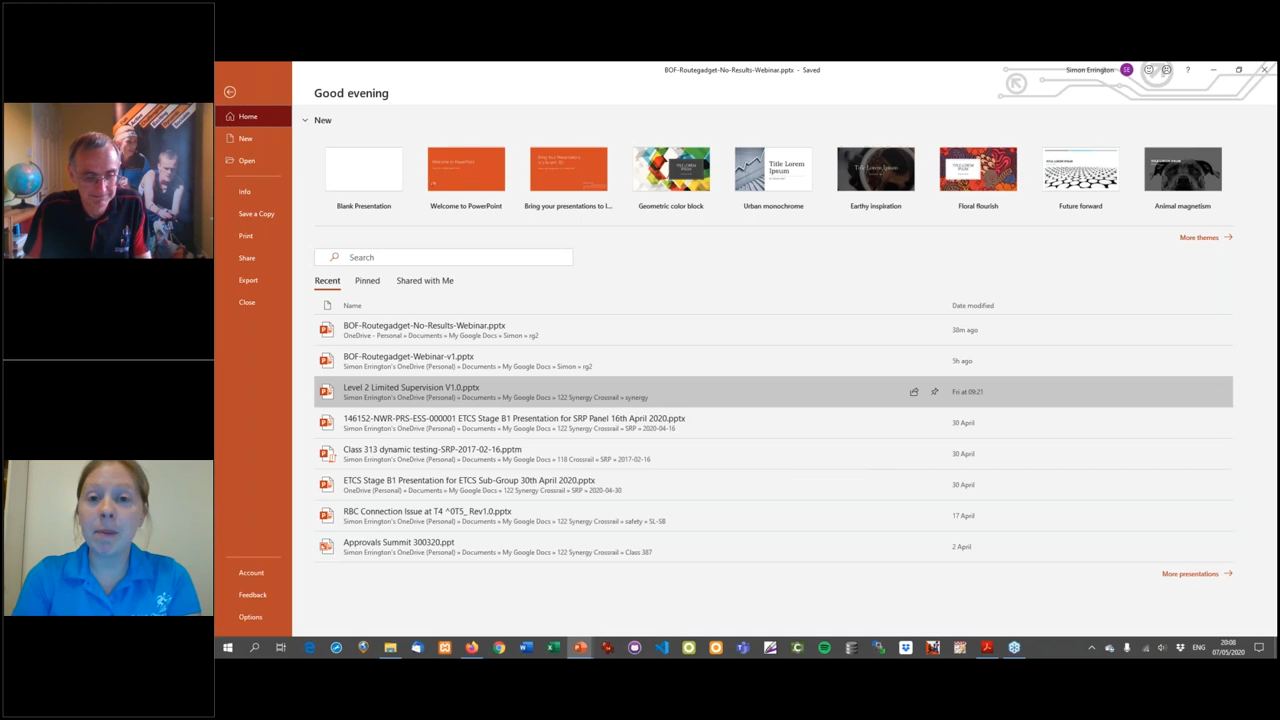 BOF-Routegadget-No-Results-Webinar.pptx - Saved
Simon Errington SE ?
Good evening
Home
New
Open
Info
Save a Copy
Print
Share
Export
Close
Account
Feedback
Options
New
Blank Presentation
Welcome to PowerPoint
Bring your presentations to l...
Geometric color block
Title Lorem
Ipsum
Urban monochrome
Earthy inspiration
Floral flourish
Future forward
Animal magnetism
More themes
Search
Recent Pinned Shared with Me
Name Date modified
BOF-Routegadget-No-Results-Webinar.pptx 38m ago
OneDrive - Personal » Documents » My Google Docs » Simon » rg2
BOF-Routegadget-Webinar-v1.pptx 5h ago
Simon Errington's OneDrive (Personal) » Documents » My Google Docs » Simon » rg2
Level 2 Limited Supervision V1.0.pptx Fri at 09:21
Simon Errington's OneDrive (Personal) » Documents » My Google Docs » 122 Synergy Crossrail » synergy
146152-NWR-PRS-ESS-000001 ETCS Stage B1 Presentation for SRP Panel 16th April 2020.pptx 30 April
Simon Errington's OneDrive (Personal) » Documents » My Google Docs » 122 Synergy Crossrail » SRP » 2020-04-16
Class 313 dynamic testing-SRP-2017-02-16.pptm 30 April
Simon Errington's OneDrive (Personal) » Documents » My Google Docs » 118 Crossrail » SRP » 2017-02-16
ETCS Stage B1 Presentation for ETCS Sub-Group 30th April 2020.pptx 30 April
OneDrive (Personal) » Documents » My Google Docs » 122 Synergy Crossrail » SRP » 2020-04-30
RBC Connection Issue at T4 ^0T5_ Rev1.0.pptx 17 April
Simon Errington's OneDrive (Personal) » Documents » My Google Docs » 122 Synergy Crossrail » safety » SL-SB
Approvals Summit 300320.ppt 2 April
Simon Errington's OneDrive (Personal) » Documents » My Google Docs » 122 Synergy Crossrail » Class 387
More presentations
ENG
20:08
07/05/2020